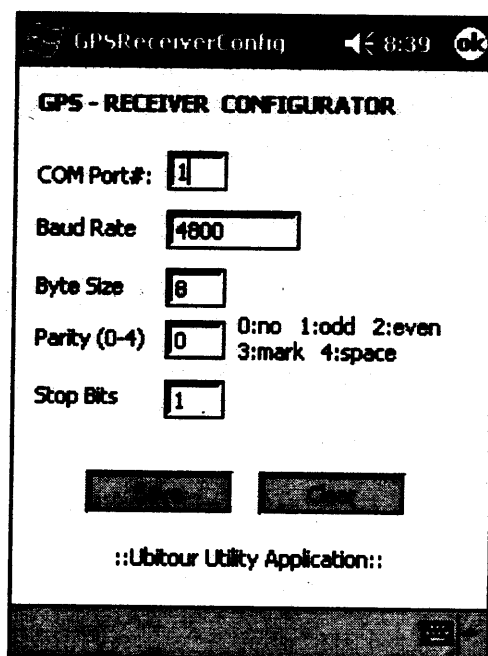 GPSReceiverConfig 8:39 ok
GPS - RECEIVER CONFIGURATOR
COM Port#: 1
Baud Rate 4800
Byte Size 8
Parity (0-4) 0 0:no 1:odd 2:even
3:mark 4:space
Stop Bits 1
Clear
::Ubitour Utility Application::